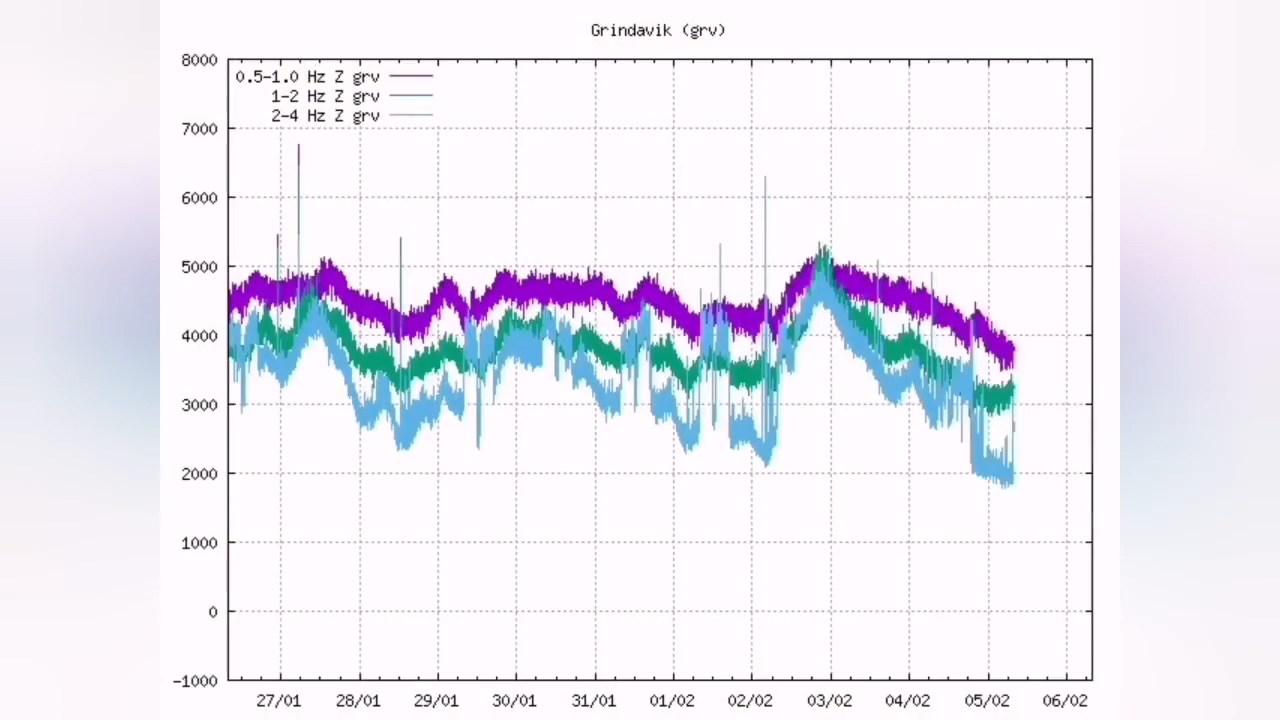 Grindavik (grv)
8000
0.5-1.0 Hz Z grv
1-2 Hz Z grv
2-4 Hz Z grv
7000
6000
5000
4000
3000
2000
1000
0
-1000
27/01 28/01 29/01 30/01 31/01 01/02 02/02 03/02 04/02 05/02 06/02